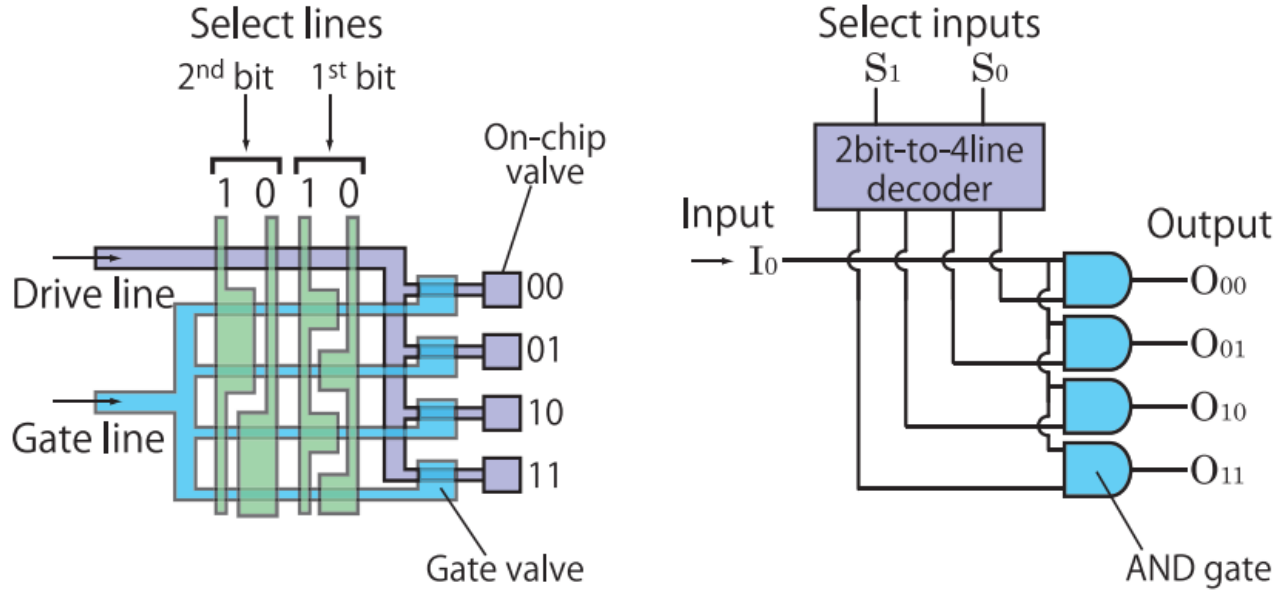 Select lines
2nd bit
1st bit
1 0 1 0
On-chip
valve
Drive line
Gate line
00
01
10
11
Gate valve
Select inputs
S1
S0
2bit-to-4line
decoder
Input
I0
Output
O00
O01
O10
O11
AND gate